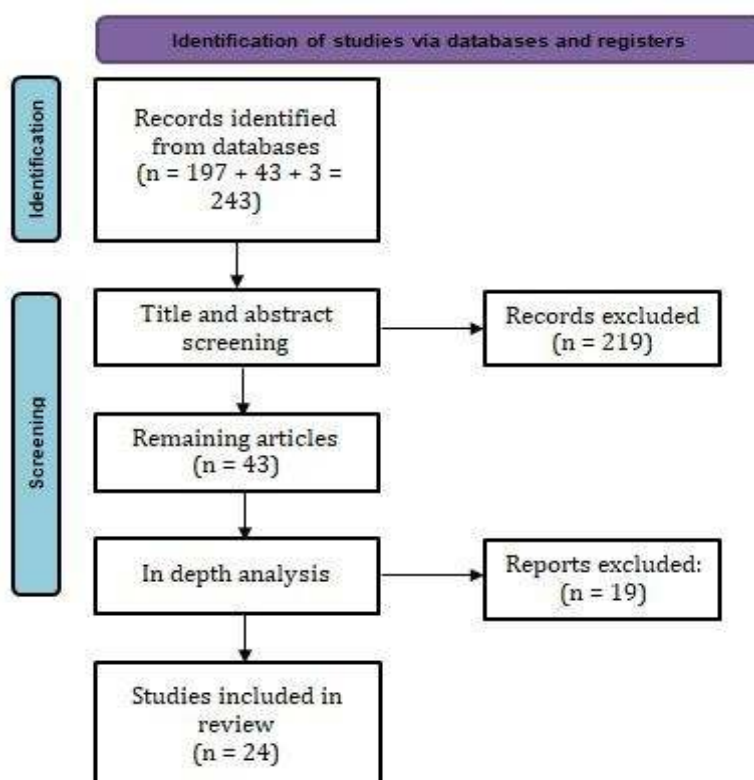 Identification of studies via databases and registers
Identification
Records identified
from databases
(n = 197 + 43 + 3 =
243)
Screening
Title and abstract
screening
Records excluded
(n = 219)
Remaining articles
(n = 43)
In depth analysis
Reports excluded:
(n = 19)
Studies included in
review
(n = 24)